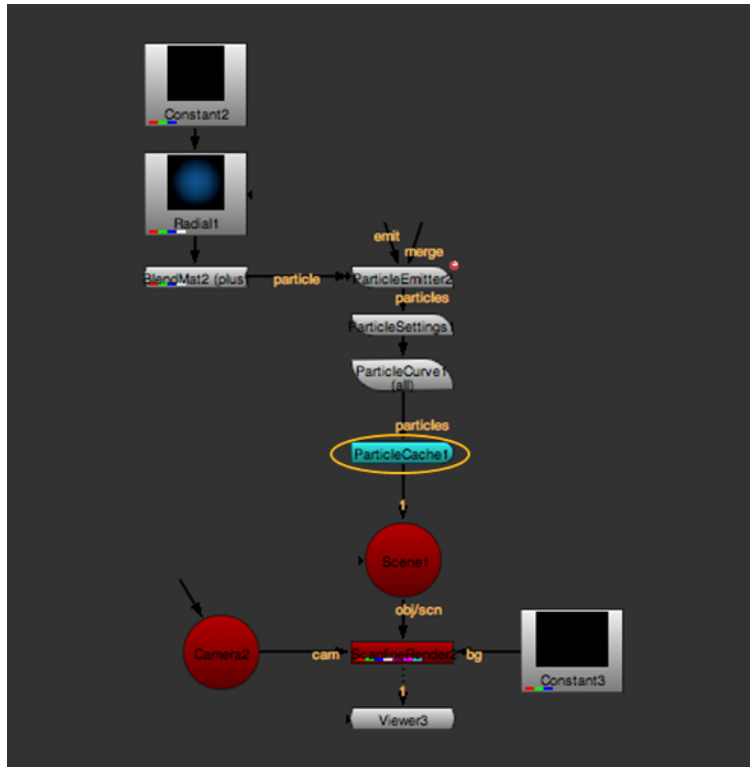 Constant2
Radial1
emit
merge
BlendMat2 (plus
particle
ParticleEmitter2
particles
ParticleSettings1
ParticleCurve1
(all)
particles
ParticleCache1
1
Scene1
obj/scn
Camera2
cam
ScanlineRender2
bg
Constant3
1
Viewer3